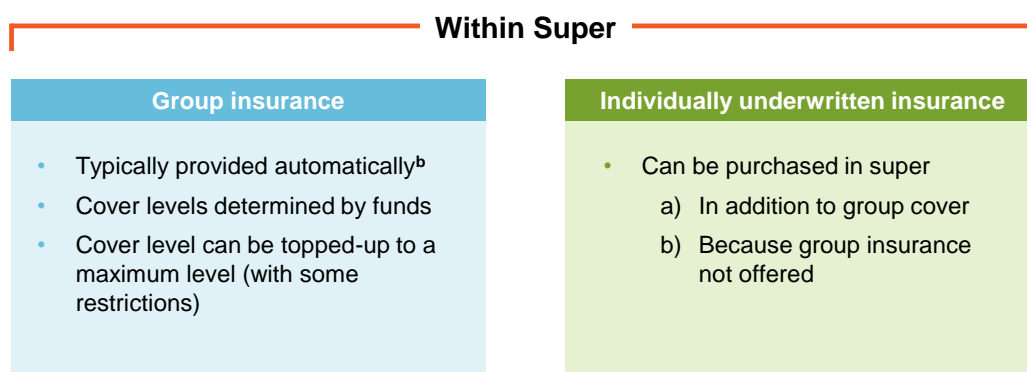 Within Super
Group insurance
• Typically provided automaticallyᵇ
• Cover levels determined by funds
• Cover level can be topped-up to a
maximum level (with some
restrictions)
Individually underwritten insurance
• Can be purchased in super
a) In addition to group cover
b) Because group insurance
not offered